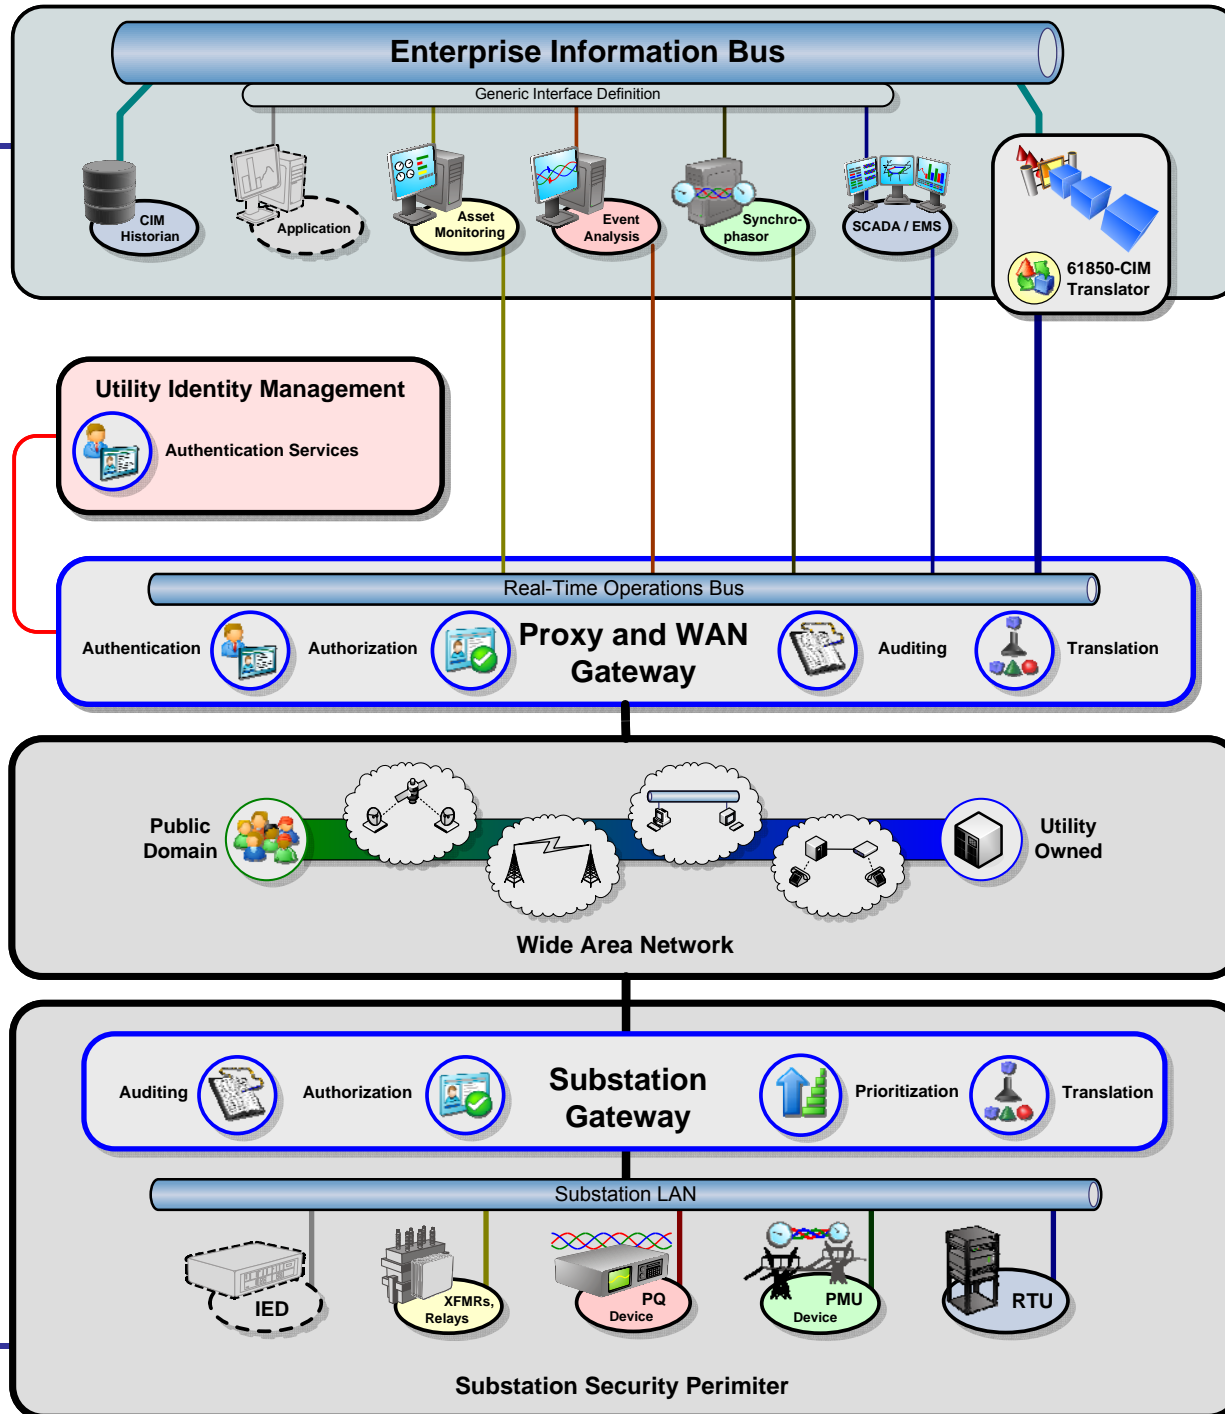 Enterprise Information Bus
Generic Interface Definition
CIM
Historian
Application
Asset
Monitoring
Event
Analysis
Synchro-
phasor
SCADA / EMS
61850-CIM
Translator
Utility Identity Management
Authentication Services
Real-Time Operations Bus
Authentication
Authorization
Proxy and WAN
Gateway
Auditing
Translation
Public
Domain
Utility
Owned
Wide Area Network
Auditing
Authorization
Substation
Gateway
Prioritization
Translation
Substation LAN
IED
XFMRs,
Relays
PQ
Device
PMU
Device
RTU
Substation Security Perimiter